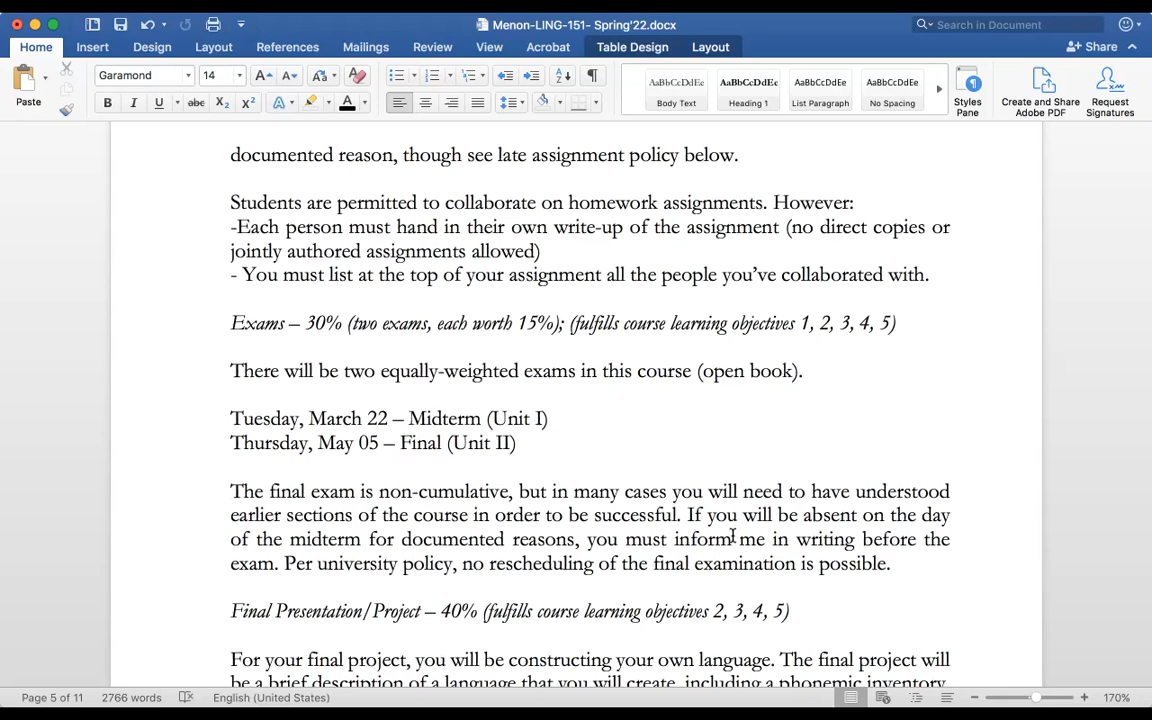 Menon-LING-151- Spring'22.docx
Search in Document
Home Insert Design Layout References Mailings Review View Acrobat Table Design Layout
Share
Paste
Garamond 14
B I U abc X2 X2 A A
AaBbCcDdEe AaBbCcDdEe AaBbCcDdEe AaBbCcDdEe
Body Text Heading 1 List Paragraph No Spacing
Styles Pane
Create and Share Adobe PDF
Request Signatures
documented reason, though see late assignment policy below.
Students are permitted to collaborate on homework assignments. However:
-Each person must hand in their own write-up of the assignment (no direct copies or
jointly authored assignments allowed)
- You must list at the top of your assignment all the people you’ve collaborated with.
Exams – 30% (two exams, each worth 15%); (fulfills course learning objectives 1, 2, 3, 4, 5)
There will be two equally-weighted exams in this course (open book).
Tuesday, March 22 – Midterm (Unit I)
Thursday, May 05 – Final (Unit II)
The final exam is non-cumulative, but in many cases you will need to have understood
earlier sections of the course in order to be successful. If you will be absent on the day
of the midterm for documented reasons, you must inform me in writing before the
exam. Per university policy, no rescheduling of the final examination is possible.
Final Presentation/Project – 40% (fulfills course learning objectives 2, 3, 4, 5)
For your final project, you will be constructing your own language. The final project will
be a brief description of a language that you will create, including a phonemic inventory,
Page 5 of 11 2766 words English (United States) 170%